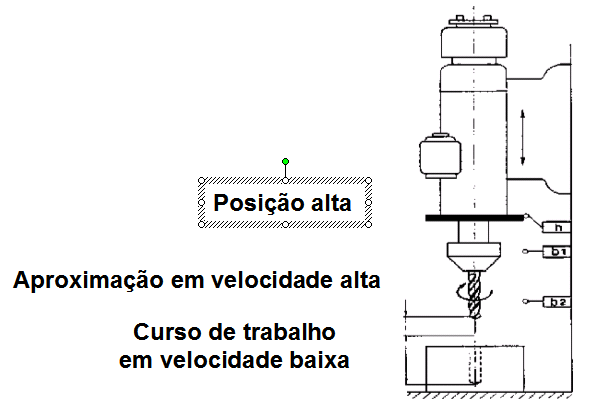 Posição alta
h
b1
Aproximação em velocidade alta
b2
Curso de trabalho
em velocidade baixa